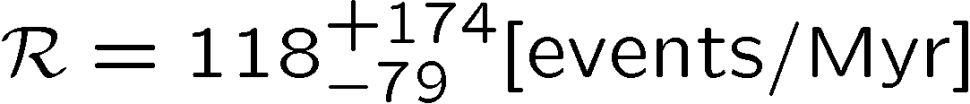 ℛ = 118^{+174}_{−79} [events/Myr]